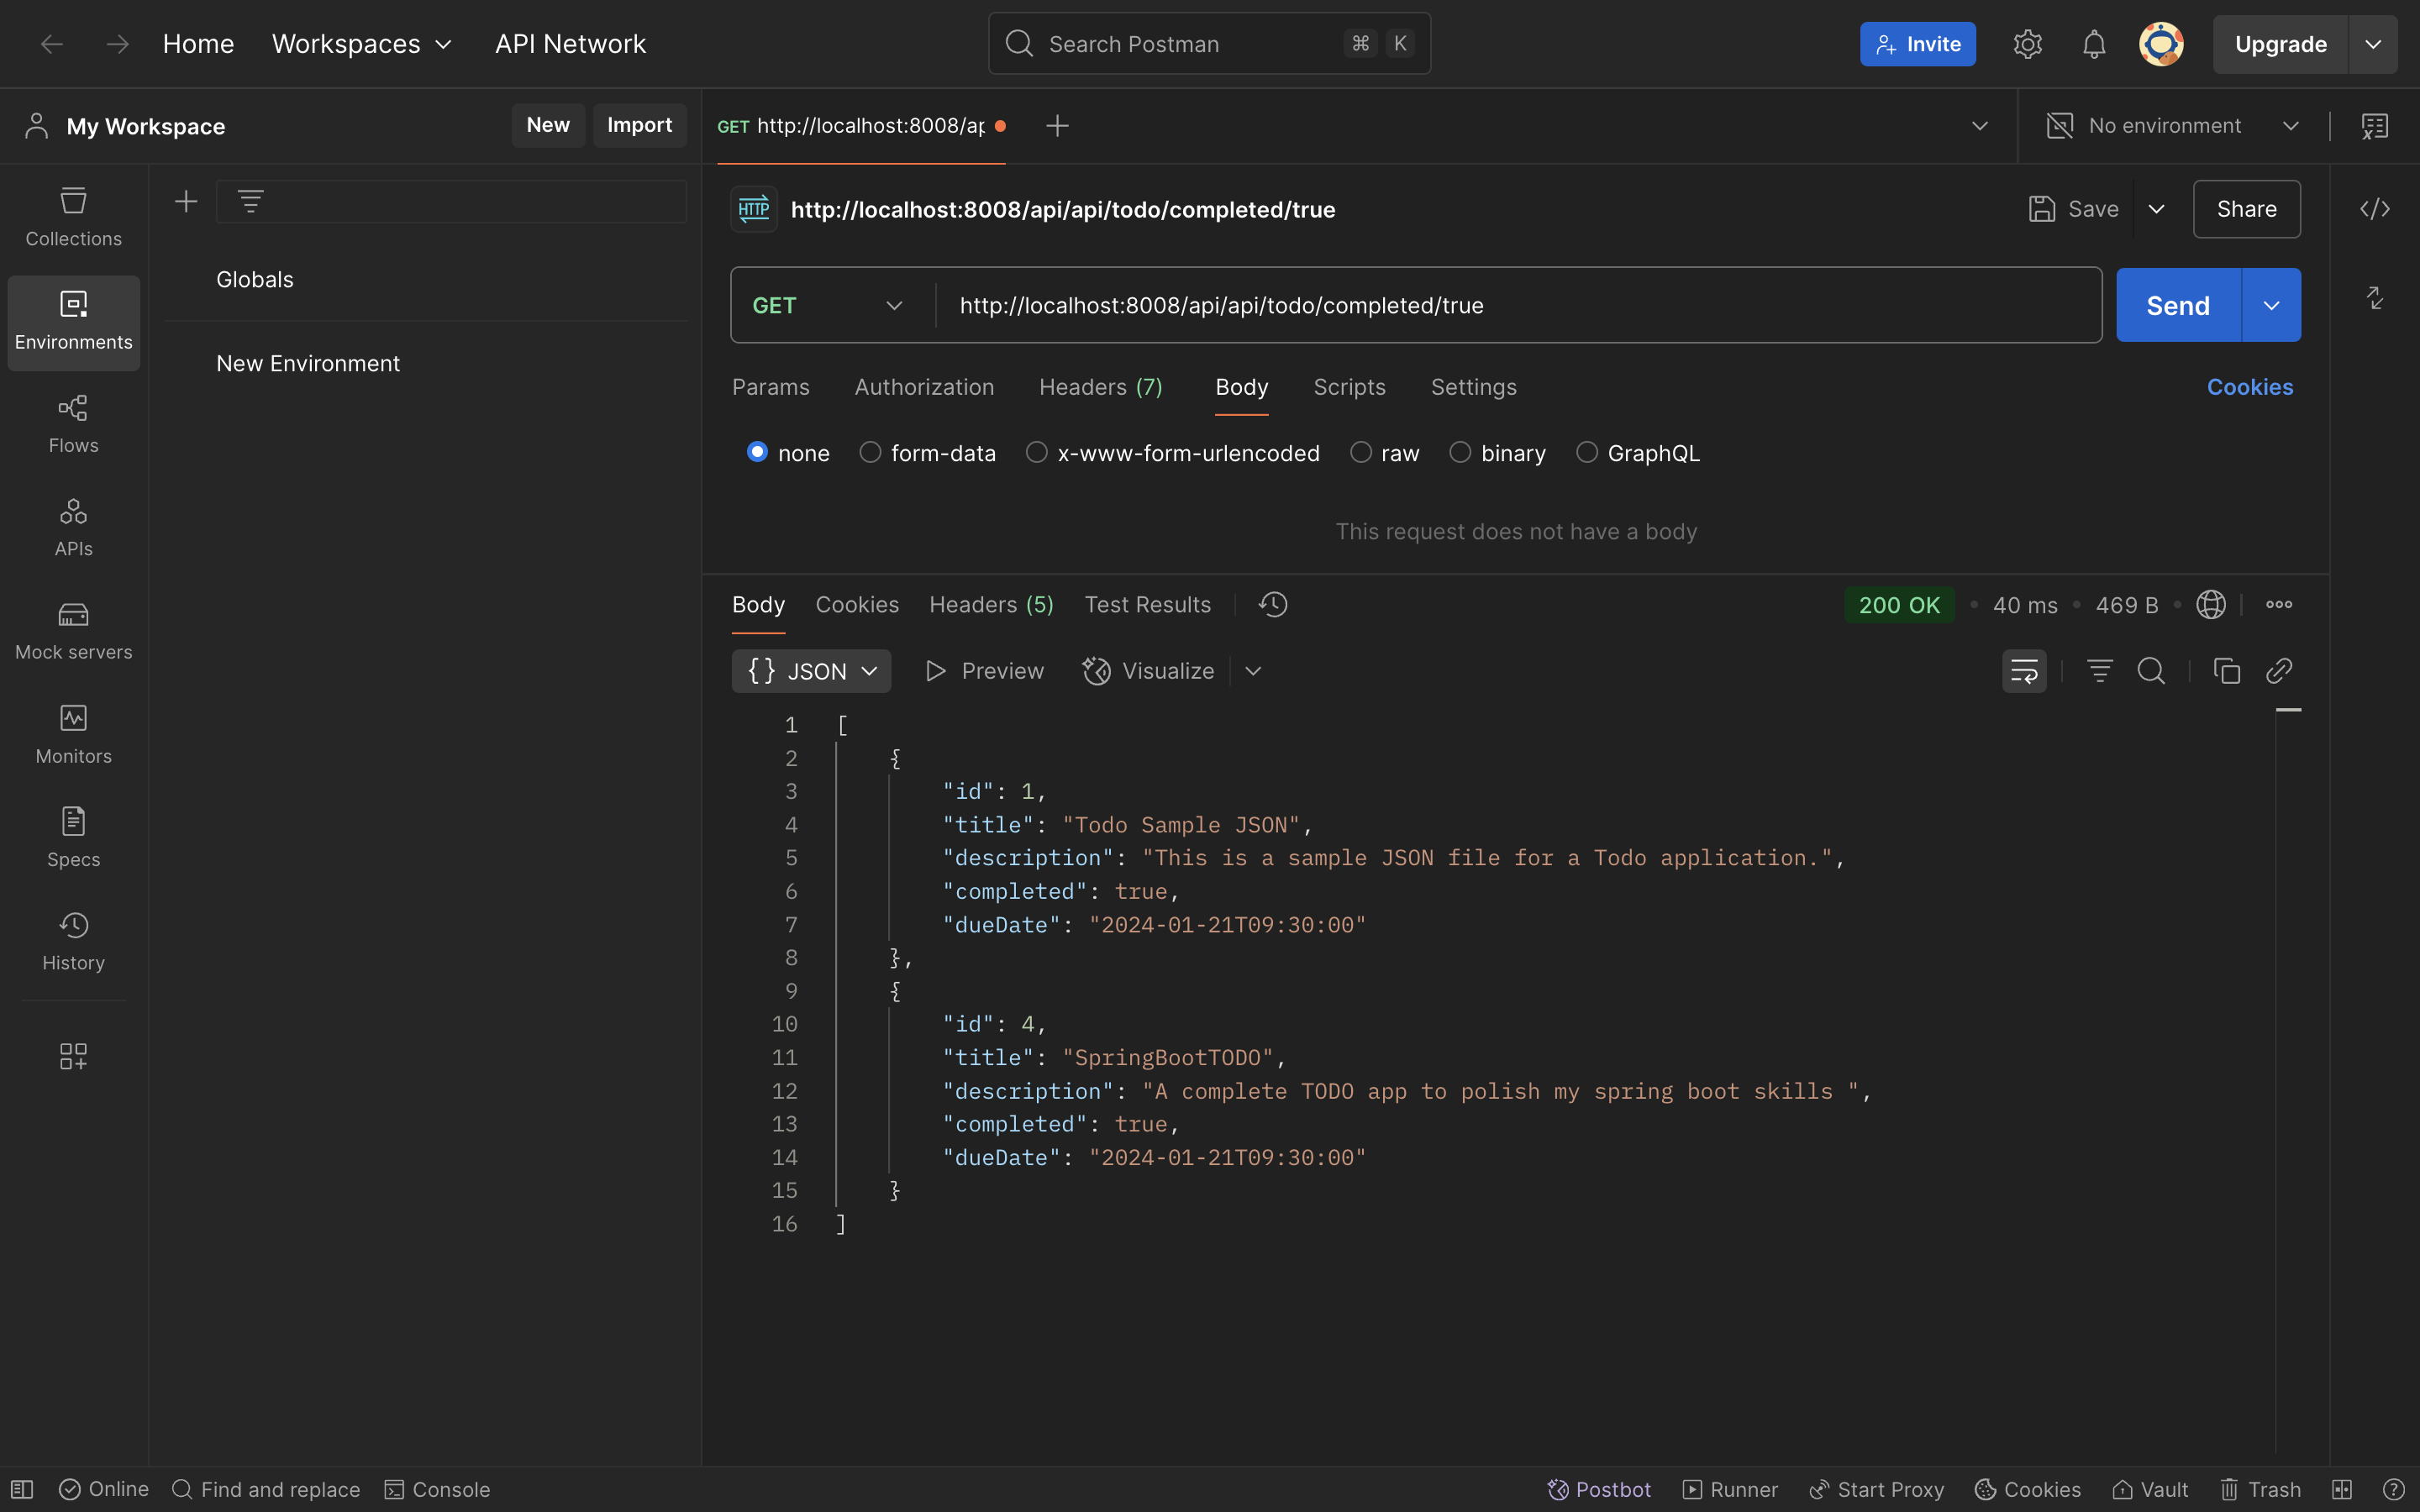 Home Workspaces API Network Search Postman ⌘ K Invite Upgrade
My Workspace New Import GET http://localhost:8008/ap No environment
Collections
Environments
Flows
APIs
Mock servers
Monitors
Specs
History
Globals
New Environment
HTTP http://localhost:8008/api/api/todo/completed/true Save Share
GET http://localhost:8008/api/api/todo/completed/true Send
Params Authorization Headers (7) Body Scripts Settings Cookies
none form-data x-www-form-urlencoded raw binary GraphQL
This request does not have a body
Body Cookies Headers (5) Test Results 200 OK • 40 ms • 469 B •
{} JSON Preview Visualize
1 [
2 {
3 "id": 1,
4 "title": "Todo Sample JSON",
5 "description": "This is a sample JSON file for a Todo application.",
6 "completed": true,
7 "dueDate": "2024-01-21T09:30:00"
8 },
9 {
10 "id": 4,
11 "title": "SpringBootTODO",
12 "description": "A complete TODO app to polish my spring boot skills ",
13 "completed": true,
14 "dueDate": "2024-01-21T09:30:00"
15 }
16 ]
Online Find and replace Console Postbot Runner Start Proxy Cookies Vault Trash